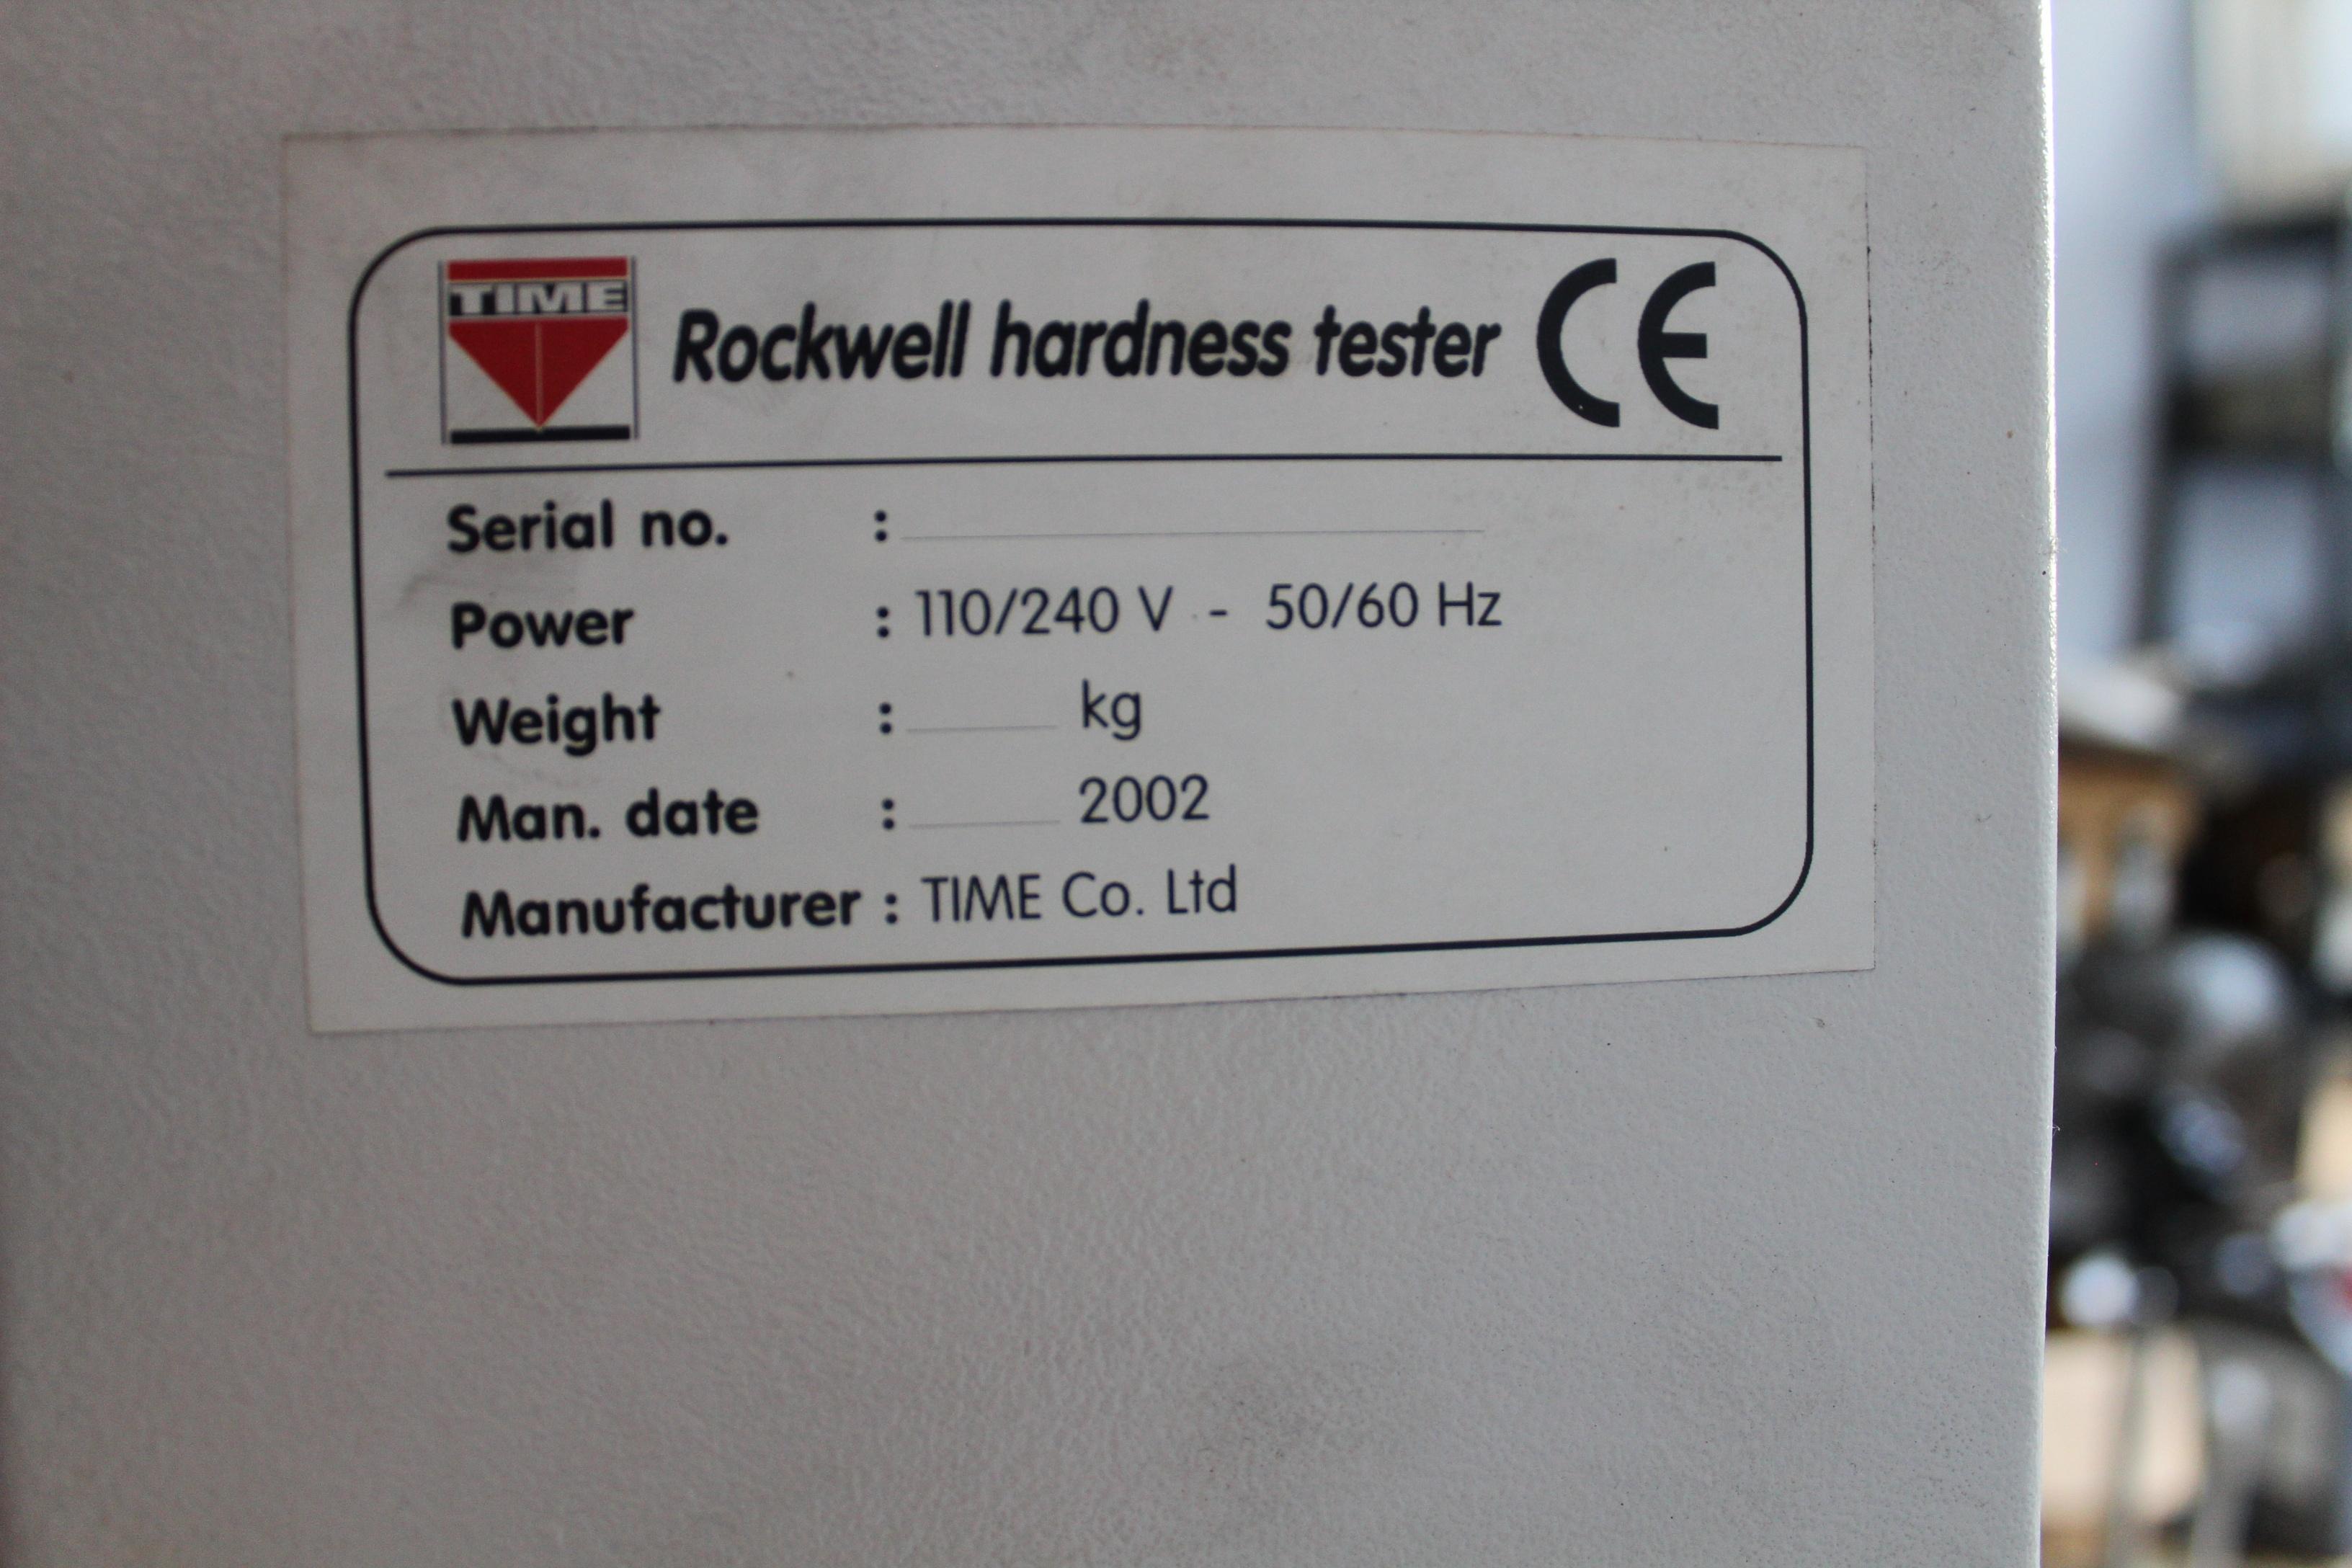 TIME
Rockwell hardness tester CE
Serial no. :
Power : 110/240 V - 50/60 Hz
Weight : kg
Man. date : 2002
Manufacturer : TIME Co. Ltd